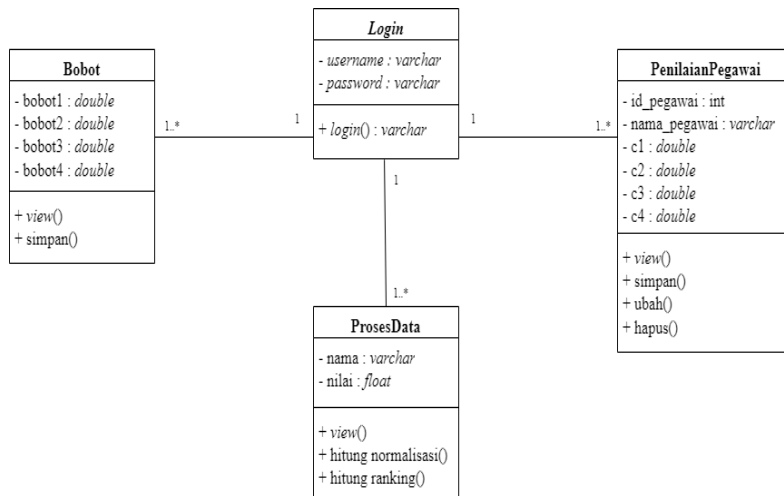 Login
- username : varchar
- password : varchar
+ login() : varchar
Bobot
- bobot1 : double
- bobot2 : double
- bobot3 : double
- bobot4 : double
+ view()
+ simpan()
1..*
1
1
1..*
PenilaianPegawai
- id_pegawai : int
- nama_pegawai : varchar
- c1 : double
- c2 : double
- c3 : double
- c4 : double
+ view()
+ simpan()
+ ubah()
+ hapus()
1
1..*
ProsesData
- nama : varchar
- nilai : float
+ view()
+ hitung normalisasi()
+ hitung ranking()